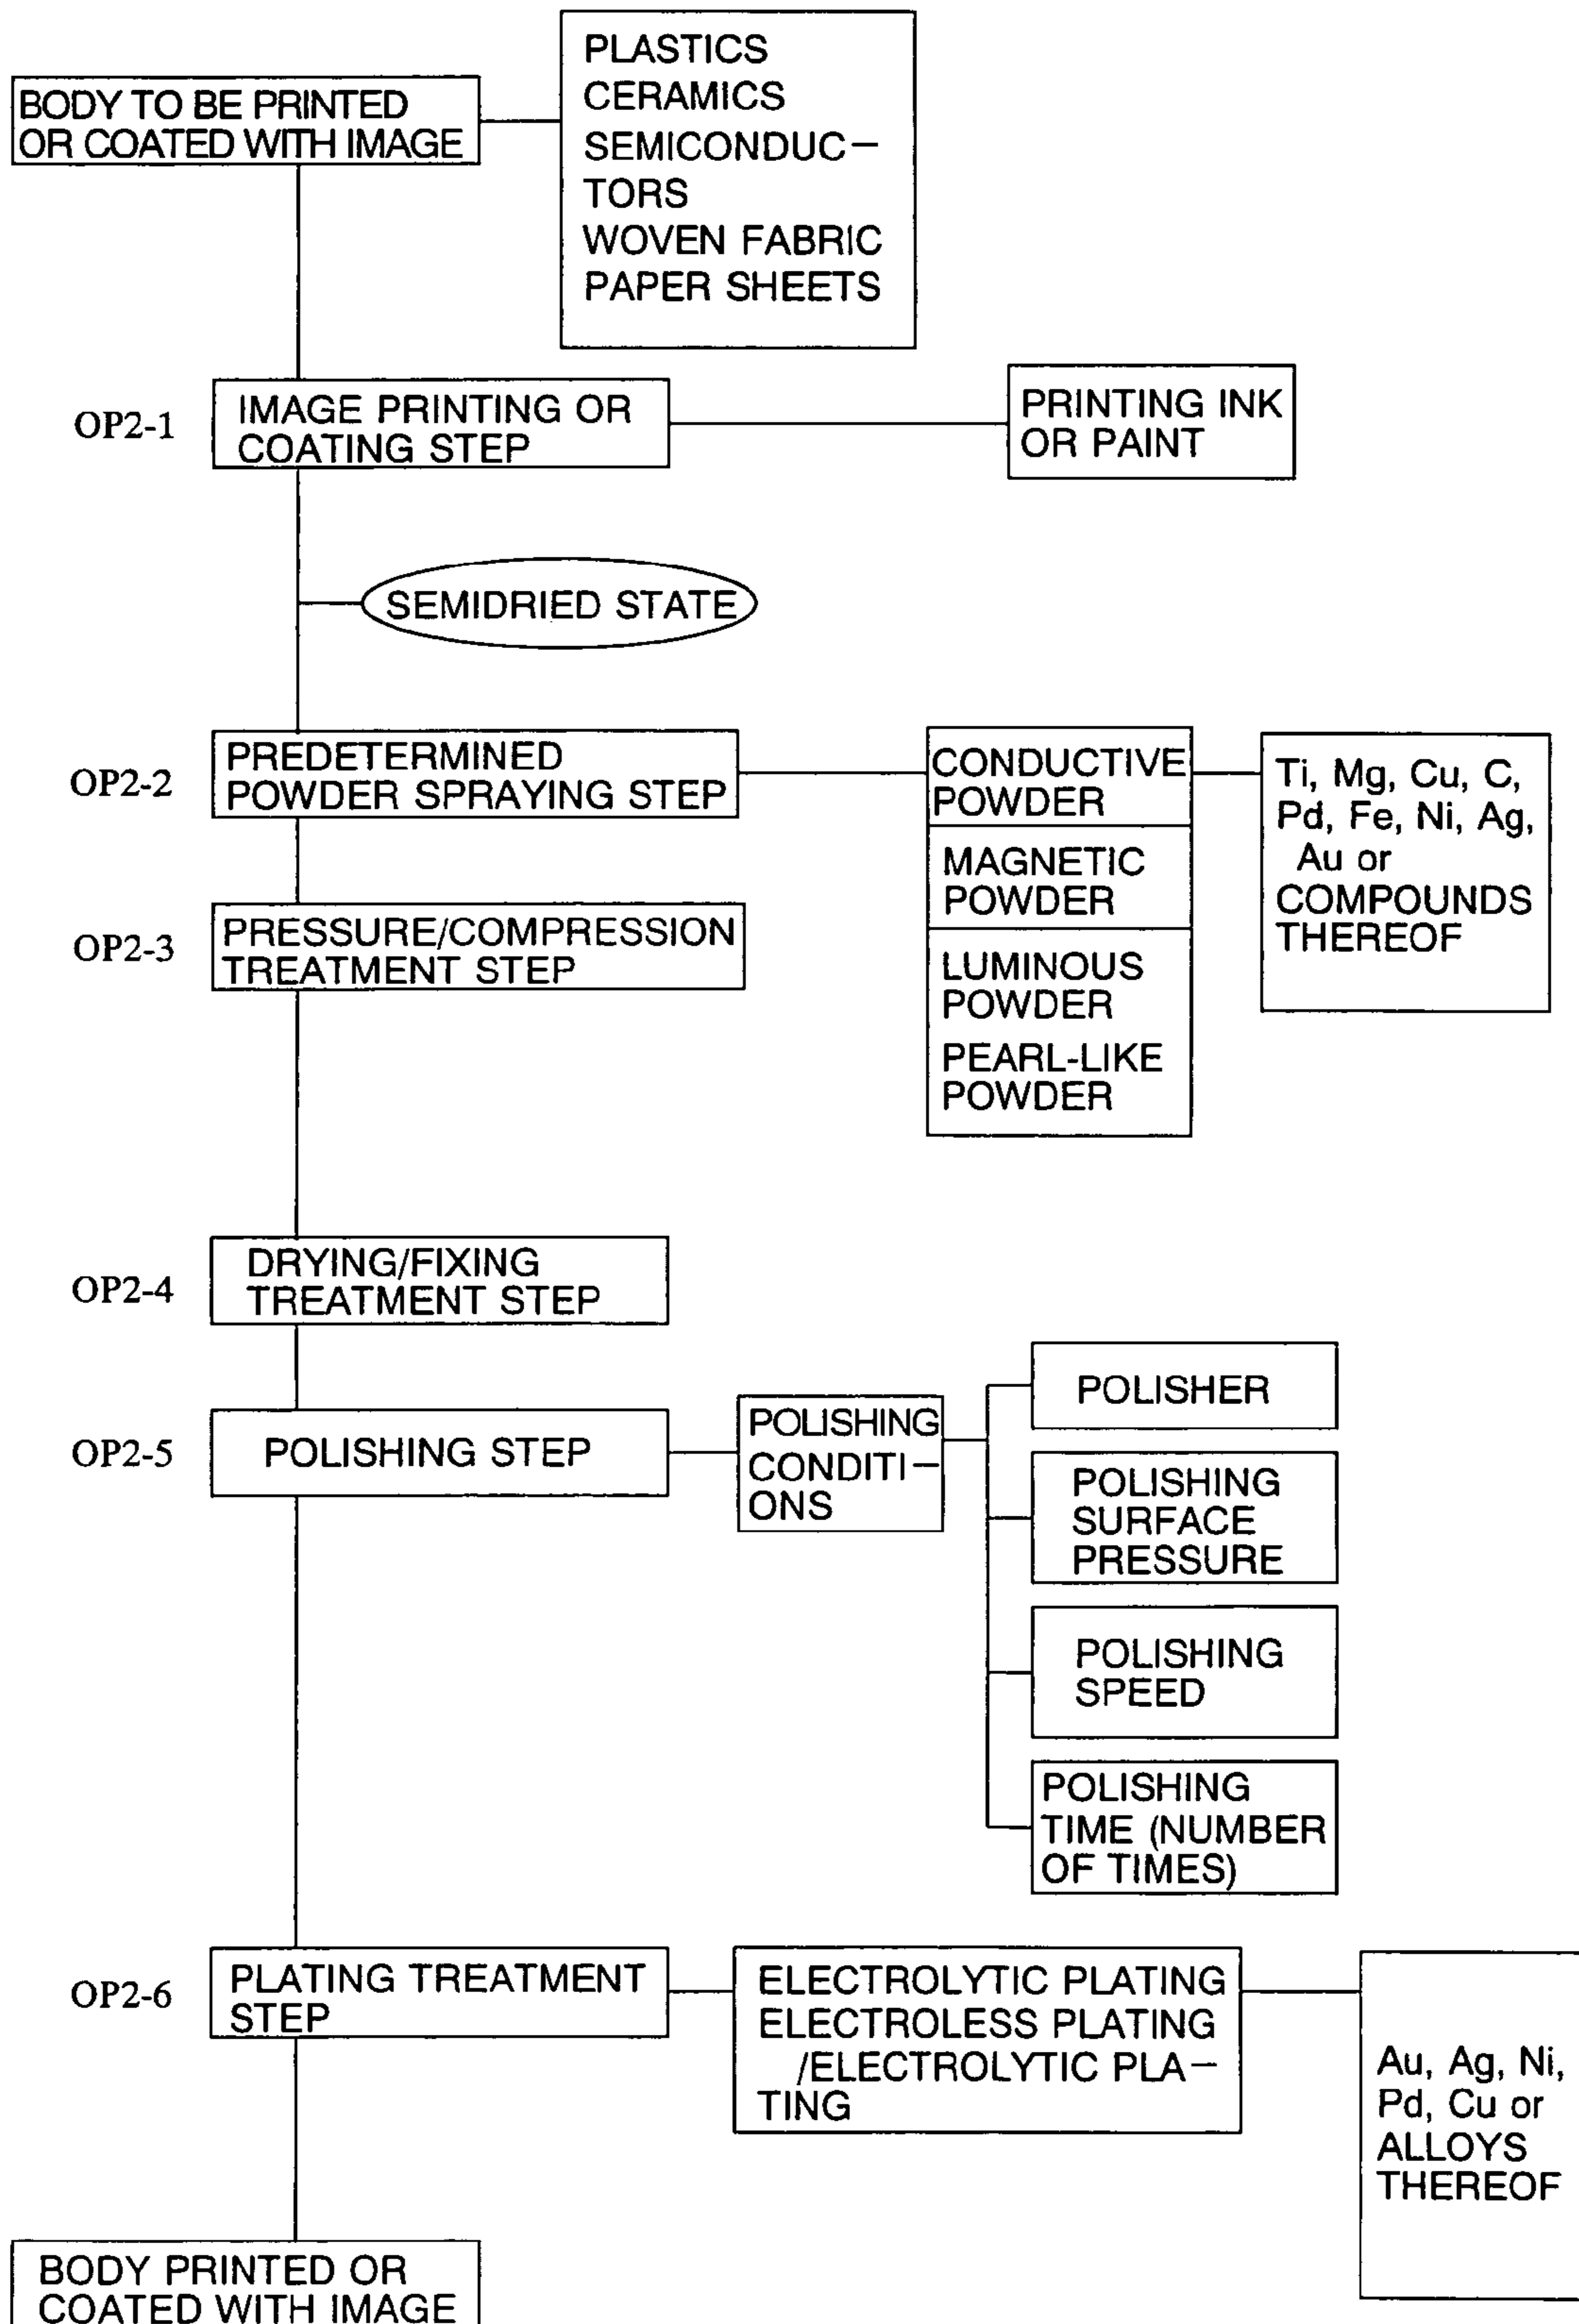 BODY TO BE PRINTED
OR COATED WITH IMAGE
PLASTICS
CERAMICS
SEMICONDUC-
TORS
WOVEN FABRIC
PAPER SHEETS
OP2-1
IMAGE PRINTING OR
COATING STEP
PRINTING INK
OR PAINT
SEMIDRIED STATE
OP2-2
PREDETERMINED
POWDER SPRAYING STEP
CONDUCTIVE
POWDER
MAGNETIC
POWDER
LUMINOUS
POWDER
PEARL-LIKE
POWDER
Ti, Mg, Cu, C,
Pd, Fe, Ni, Ag,
Au or
COMPOUNDS
THEREOF
OP2-3
PRESSURE/COMPRESSION
TREATMENT STEP
OP2-4
DRYING/FIXING
TREATMENT STEP
OP2-5
POLISHING STEP
POLISHING
CONDITI-
ONS
POLISHER
POLISHING
SURFACE
PRESSURE
POLISHING
SPEED
POLISHING
TIME (NUMBER
OF TIMES)
OP2-6
PLATING TREATMENT
STEP
ELECTROLYTIC PLATING
ELECTROLESS PLATING
/ELECTROLYTIC PLA-
TING
Au, Ag, Ni,
Pd, Cu or
ALLOYS
THEREOF
BODY PRINTED OR
COATED WITH IMAGE